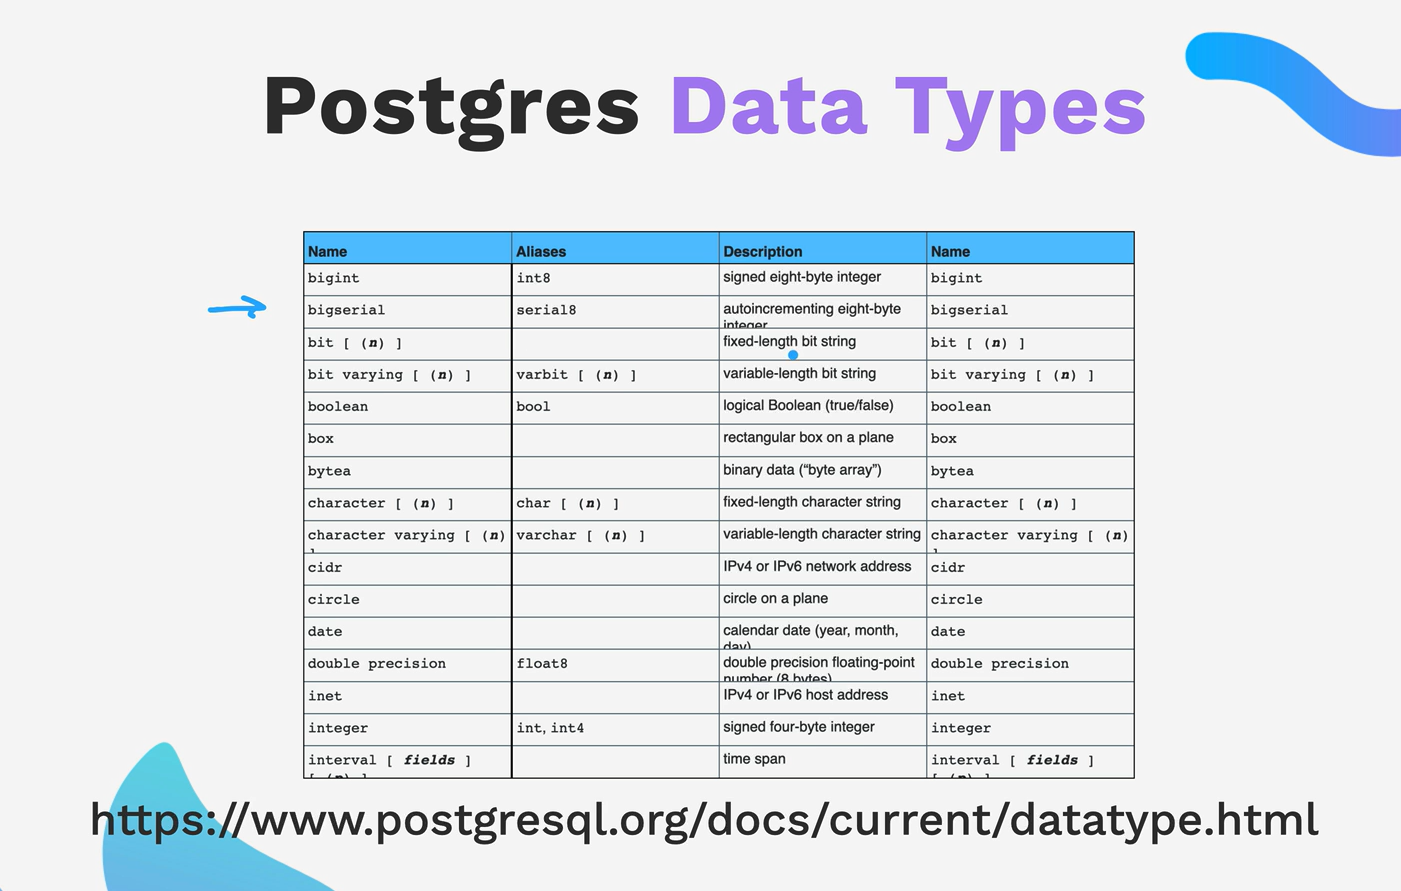 Postgres Data Types
Name Aliases Description Name
bigint int8 signed eight-byte integer bigint
bigserial serial8 autoincrementing eight-byte bigserial
integer
bit [ (n) ] fixed-length bit string bit [ (n) ]
bit varying [ (n) ] varbit [ (n) ] variable-length bit string bit varying [ (n) ]
boolean bool logical Boolean (true/false) boolean
box rectangular box on a plane box
bytea binary data (“byte array”) bytea
character [ (n) ] char [ (n) ] fixed-length character string character [ (n) ]
character varying [ (n) varchar [ (n) ] variable-length character string character varying [ (n)
] ]
cidr IPv4 or IPv6 network address cidr
circle circle on a plane circle
date calendar date (year, month, date
day)
double precision float8 double precision floating-point double precision
number (8 bytes)
inet IPv4 or IPv6 host address inet
integer int, int4 signed four-byte integer integer
interval [ fields ] time span interval [ fields ]
[ (p) ] [ (p) ]
https://www.postgresql.org/docs/current/datatype.html